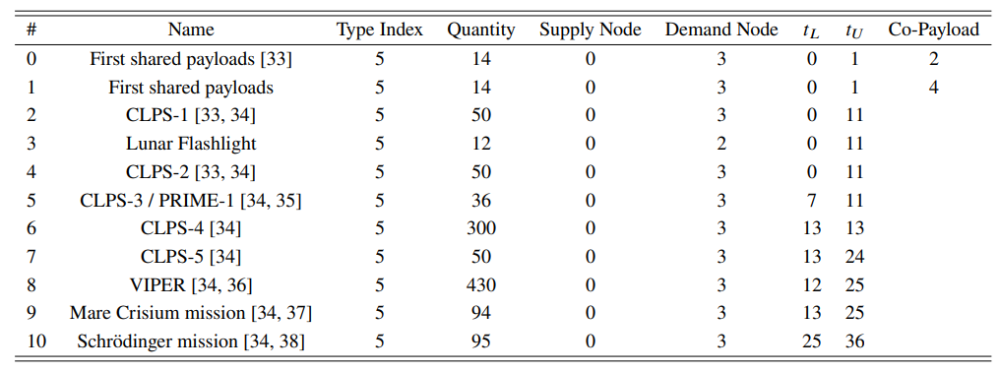 # Name Type Index Quantity Supply Node Demand Node t_L t_U Co-Payload
0 First shared payloads [33] 5 14 0 3 0 1 2
1 First shared payloads 5 14 0 3 0 1 4
2 CLPS-1 [33, 34] 5 50 0 3 0 11
3 Lunar Flashlight 5 12 0 2 0 11
4 CLPS-2 [33, 34] 5 50 0 3 0 11
5 CLPS-3 / PRIME-1 [34, 35] 5 36 0 3 7 11
6 CLPS-4 [34] 5 300 0 3 13 13
7 CLPS-5 [34] 5 50 0 3 13 24
8 VIPER [34, 36] 5 430 0 3 12 25
9 Mare Crisium mission [34, 37] 5 94 0 3 13 25
10 Schrödinger mission [34, 38] 5 95 0 3 25 36